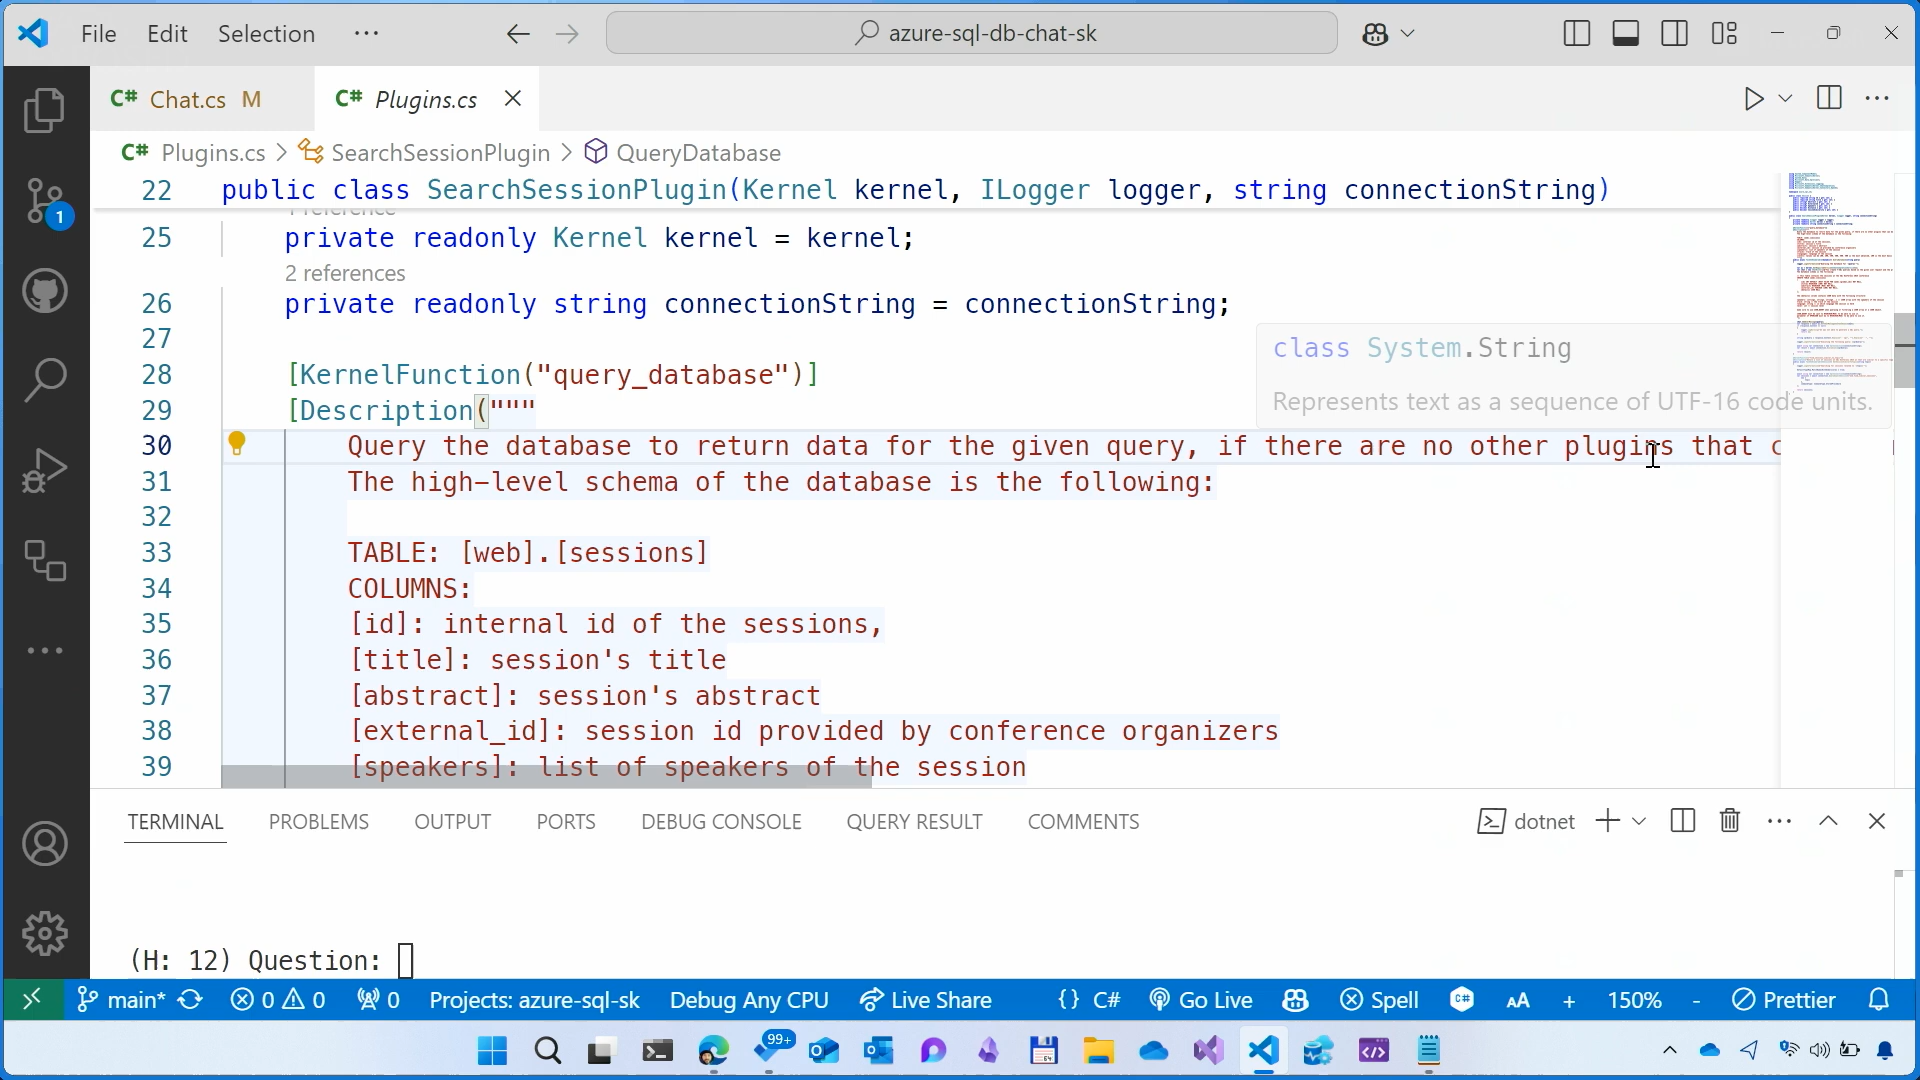 File Edit Selection ··· azure-sql-db-chat-sk
C# Chat.cs M C# Plugins.cs
C# Plugins.cs > SearchSessionPlugin > QueryDatabase
22 public class SearchSessionPlugin(Kernel kernel, ILogger logger, string connectionString)
1 reference
25 private readonly Kernel kernel = kernel;
2 references
26 private readonly string connectionString = connectionString;
27
class System.String
28 [KernelFunction("query_database")]
Represents text as a sequence of UTF-16 code units.
29 [Description("""
30 Query the database to return data for the given query, if there are no other plugins that c
31 The high-level schema of the database is the following:
32
33 TABLE: [web].[sessions]
34 COLUMNS:
35 [id]: internal id of the sessions,
36 [title]: session's title
37 [abstract]: session's abstract
38 [external_id]: session id provided by conference organizers
39 [speakers]: list of speakers of the session
1
TERMINAL PROBLEMS OUTPUT PORTS DEBUG CONSOLE QUERY RESULT COMMENTS dotnet
(H: 12) Question:
main* 0 0 0 Projects: azure-sql-sk Debug Any CPU Live Share {} C# Go Live Spell C# AA + 150% - Prettier
99+